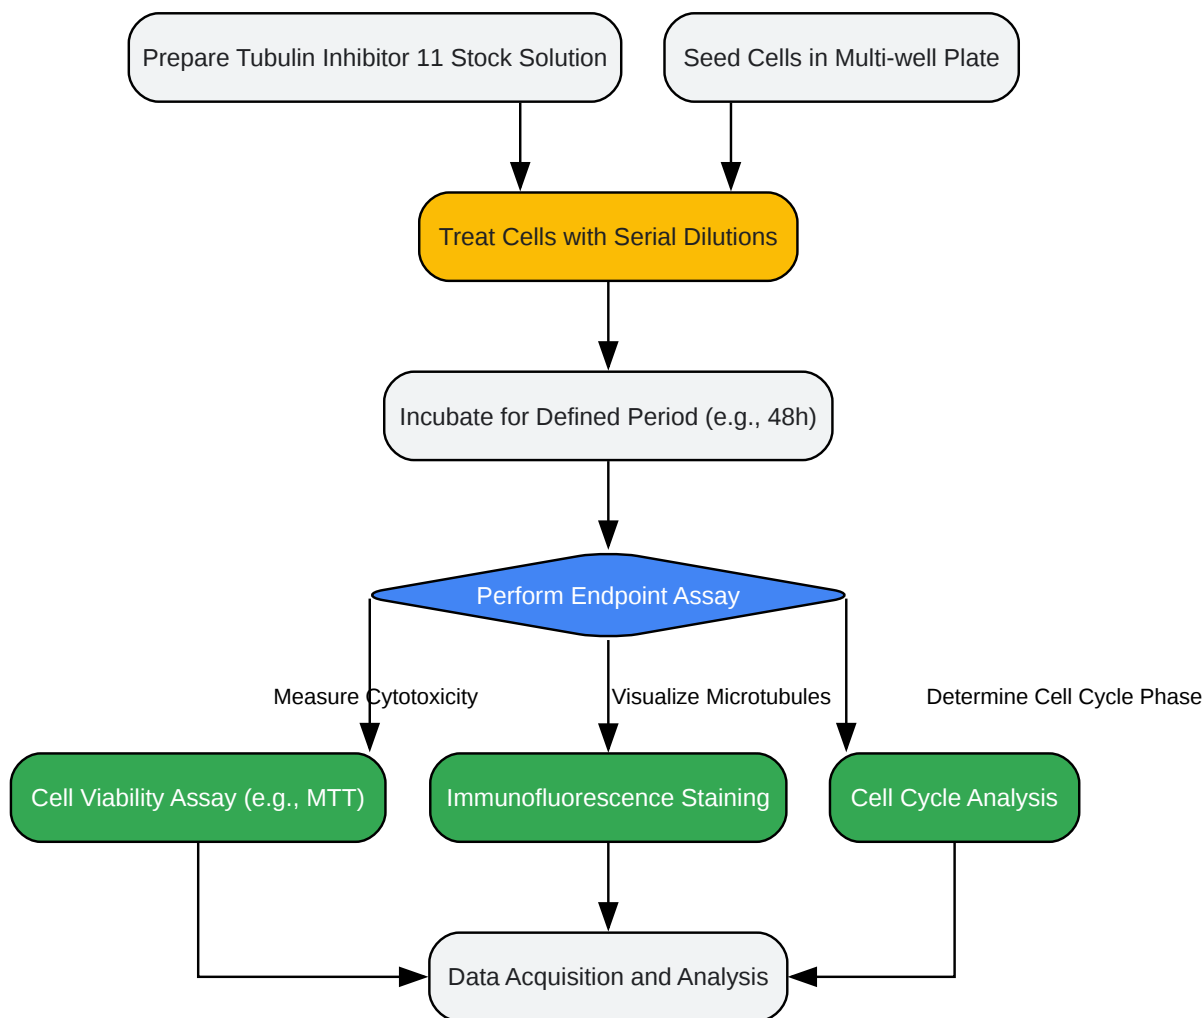 Prepare Tubulin Inhibitor 11 Stock Solution
Seed Cells in Multi-well Plate
Treat Cells with Serial Dilutions
Incubate for Defined Period (e.g., 48h)
Perform Endpoint Assay
Measure Cytotoxicity
Visualize Microtubules
Determine Cell Cycle Phase
Cell Viability Assay (e.g., MTT)
Immunofluorescence Staining
Cell Cycle Analysis
Data Acquisition and Analysis